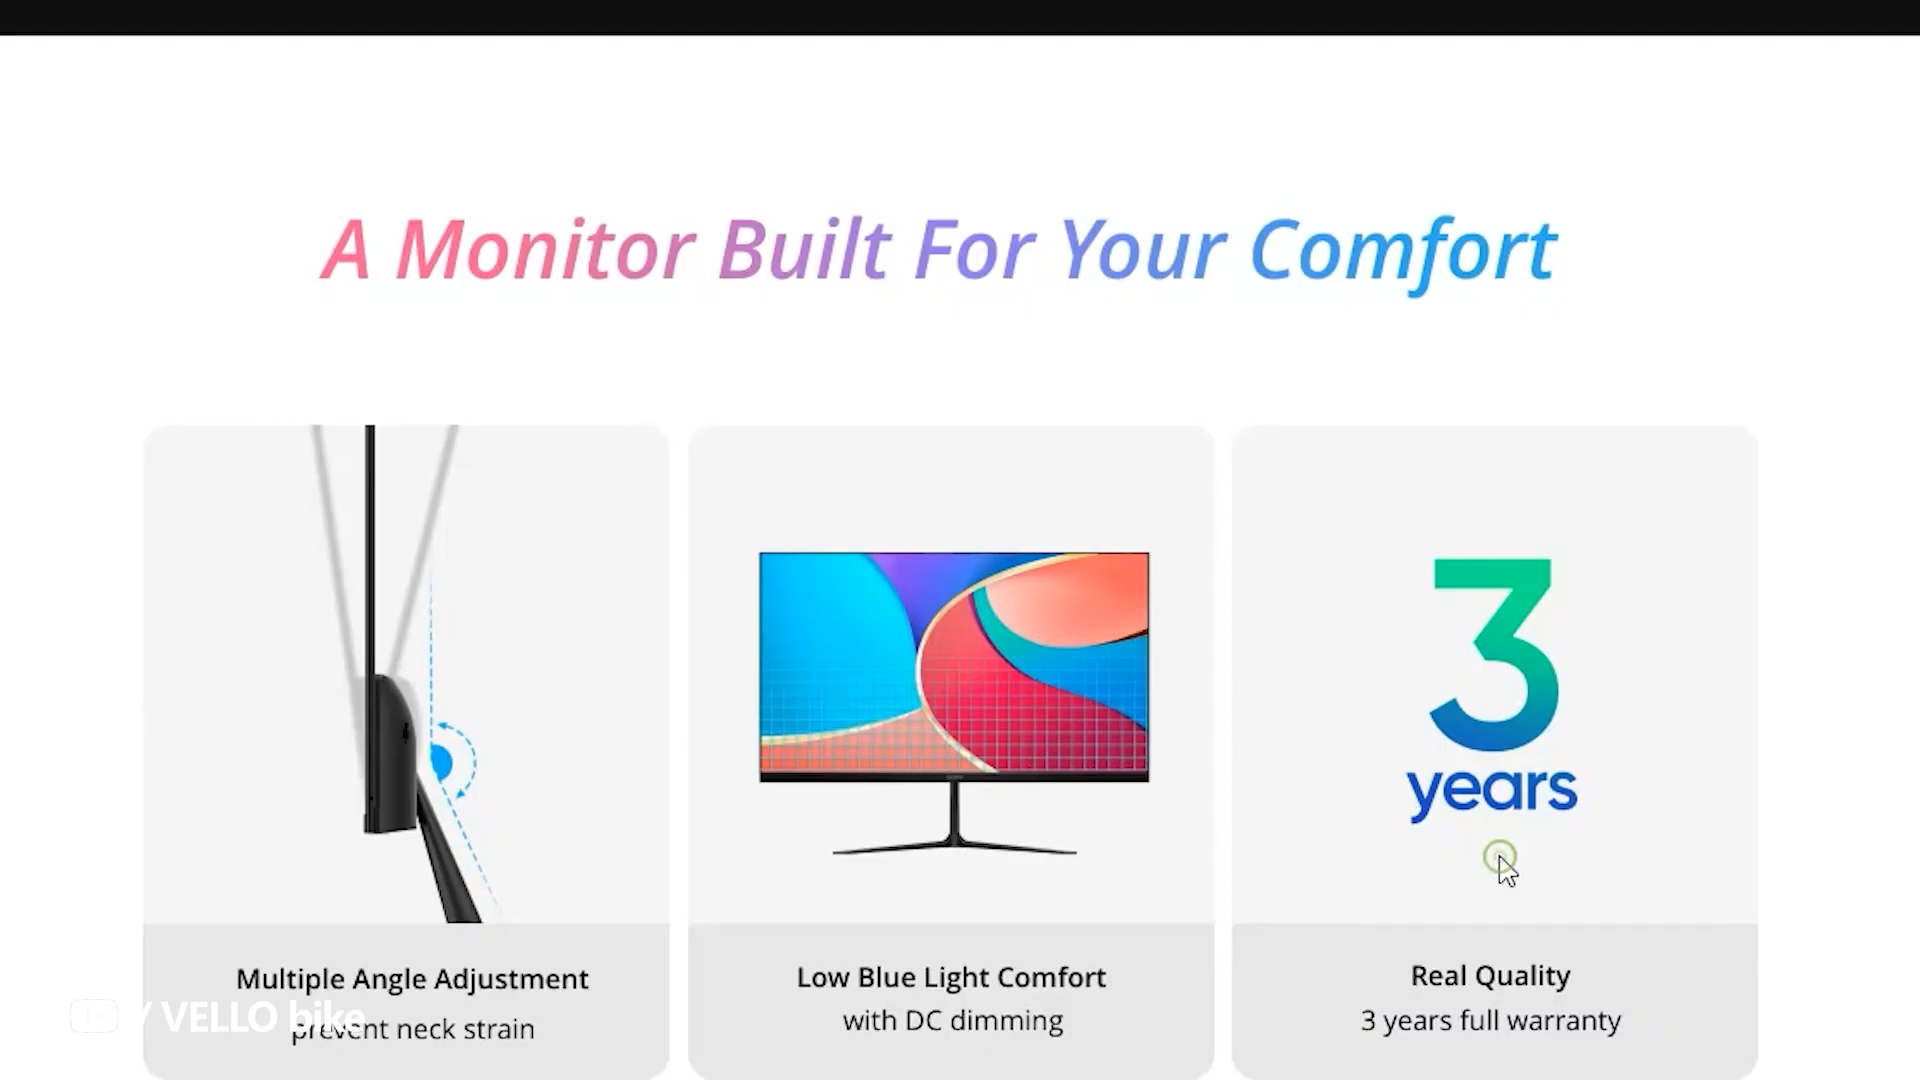 A Monitor Built For Your Comfort
3
years
Multiple Angle Adjustment
prevent neck strain
Low Blue Light Comfort
with DC dimming
Real Quality
3 years full warranty
/ VELLO bike